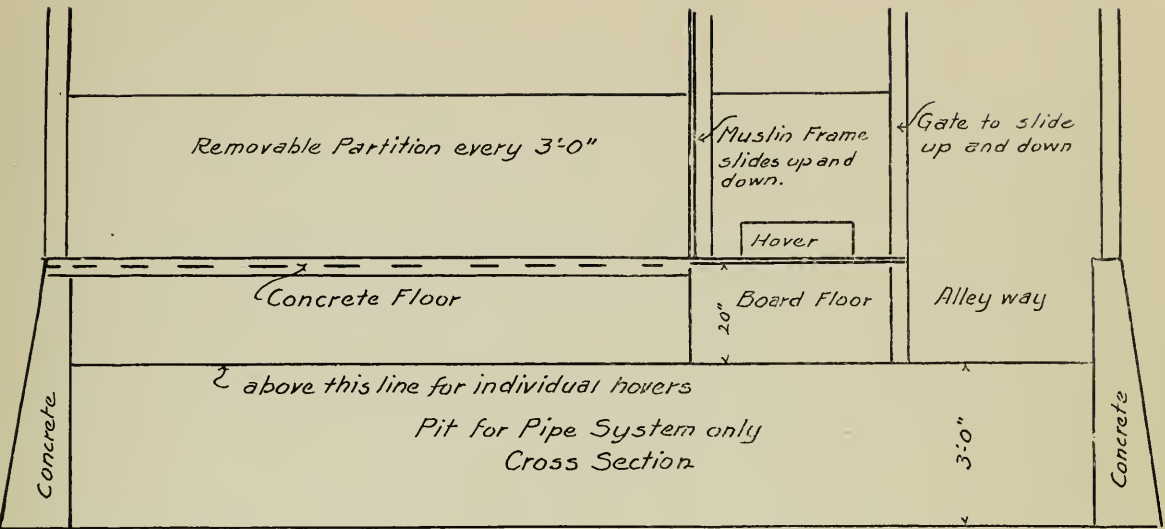 Removable Partition every 3'-0"
Muslin Frame
slides up and
down.
Gate to slide
up and down
Hover
Concrete Floor
20"
Board Floor
Alley way
above this line for individual hovers
Pit for Pipe System only
Cross Section
3'-0"
Concrete
Concrete